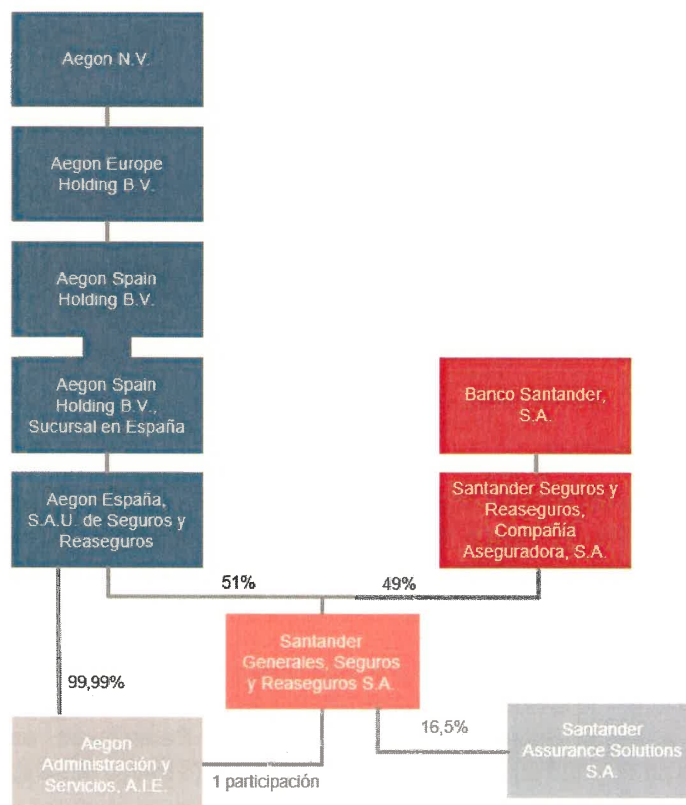 Aegon N.V.
Aegon Europe
Holding B.V.
Aegon Spain
Holding B.V.
Aegon Spain
Holding B.V.,
Sucursal en España
Banco Santander,
S.A.
Aegon España,
S.A.U. de Seguros y
Reaseguros
Santander Seguros y
Reaseguros,
Compañía
Aseguradora, S.A.
51%
49%
Santander
Generales, Seguros
y Reaseguros S.A.
99,99%
16,5%
Aegon
Administración y
Servicios, A.I.E.
1 participación
Santander
Assurance Solutions
S.A.